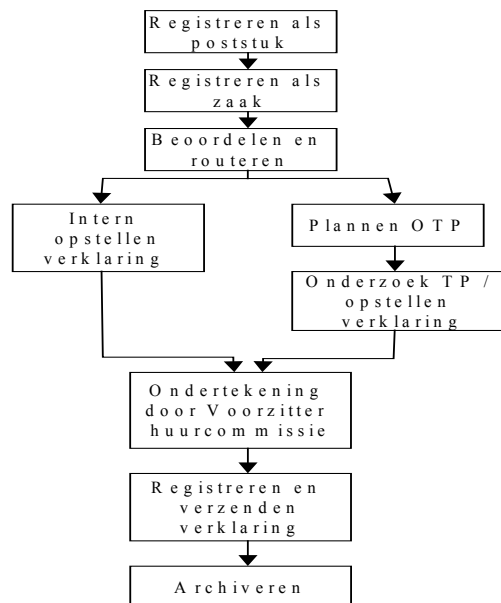 Registreren als
poststuk
Registreren als
zaak
Beoordelen en
routeren
Intern
opstellen
verklaring
Plannen OTP
Onderzoek TP /
opstellen
verklaring
Ondertekening
door Voorzitter
huurcommissie
Registreren en
verzenden
verklaring
Archiveren